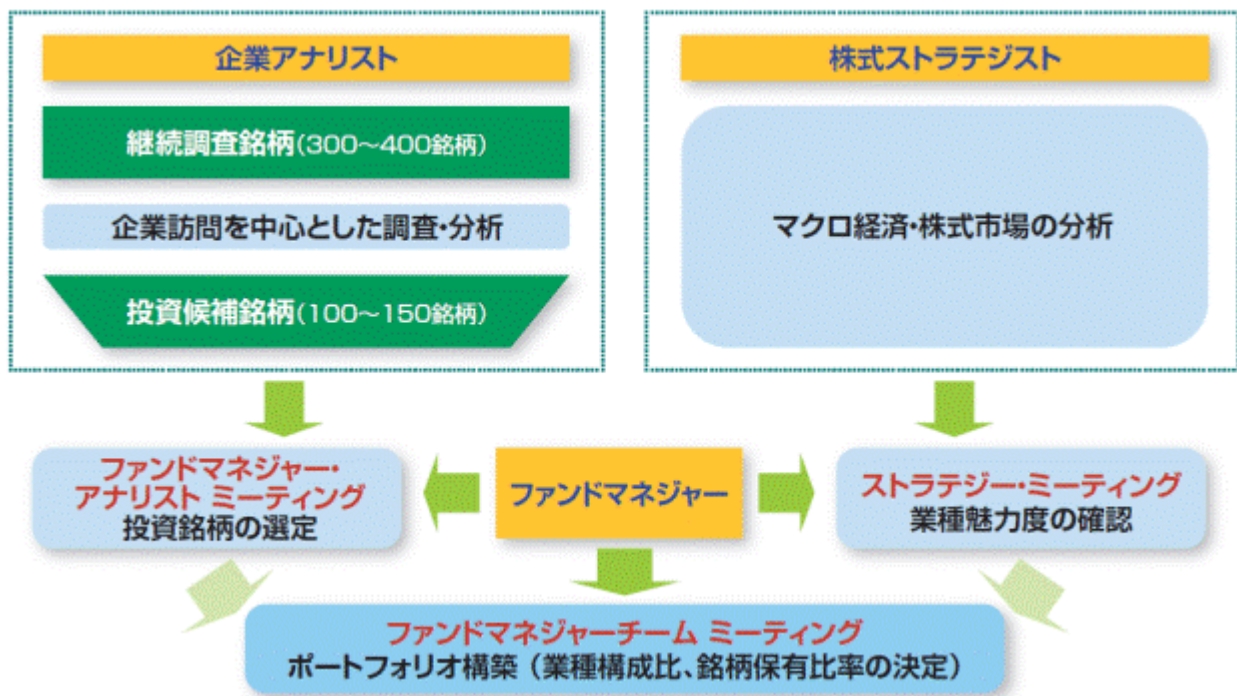 企業アナリスト
継続調査銘柄(300〜400銘柄)
企業訪問を中心とした調査・分析
投資候補銘柄(100〜150銘柄)
株式ストラテジスト
マクロ経済・株式市場の分析
ファンドマネジャー・
アナリスト ミーティング
投資銘柄の選定
ファンドマネジャー
ストラテジー・ミーティング
業種魅力度の確認
ファンドマネジャーチーム ミーティング
ポートフォリオ構築(業種構成比、銘柄保有比率の決定)